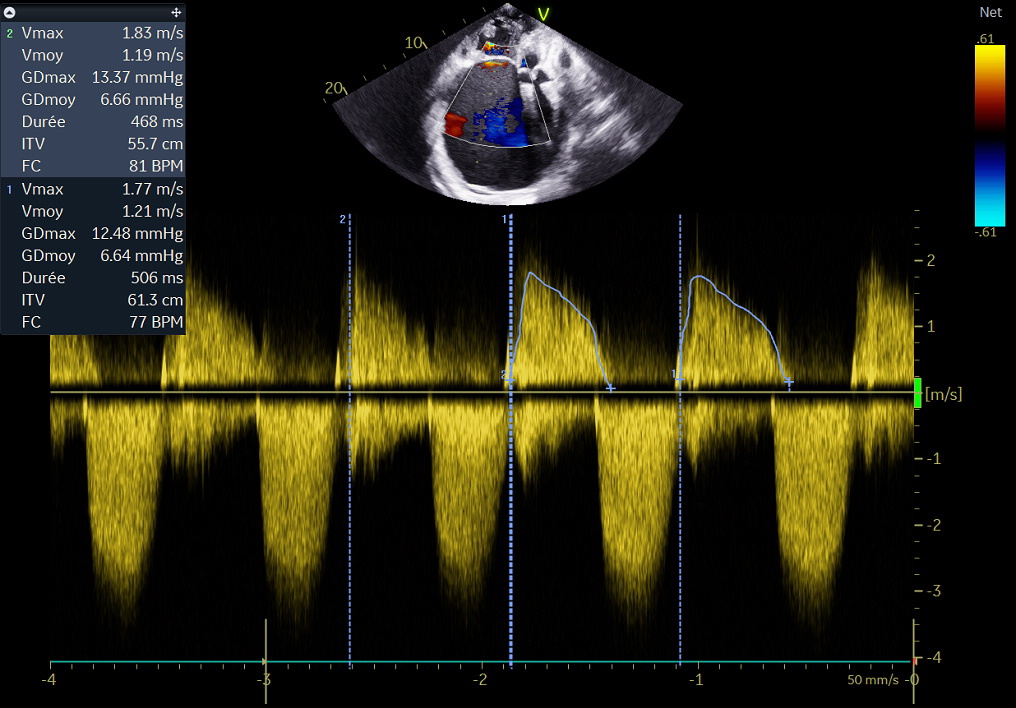 2 Vmax 1.83 m/s
Vmoy 1.19 m/s
GDmax 13.37 mmHg
GDmoy 6.66 mmHg
Durée 468 ms
ITV 55.7 cm
FC 81 BPM
1 Vmax 1.77 m/s
Vmoy 1.21 m/s
GDmax 12.48 mmHg
GDmoy 6.64 mmHg
Durée 506 ms
ITV 61.3 cm
FC 77 BPM
V
10
20
Net
.61
-.61
2
1
2
1
2
1
[m/s]
-1
-2
-3
-4
-4
-3
-2
-1
50 mm/s
-0